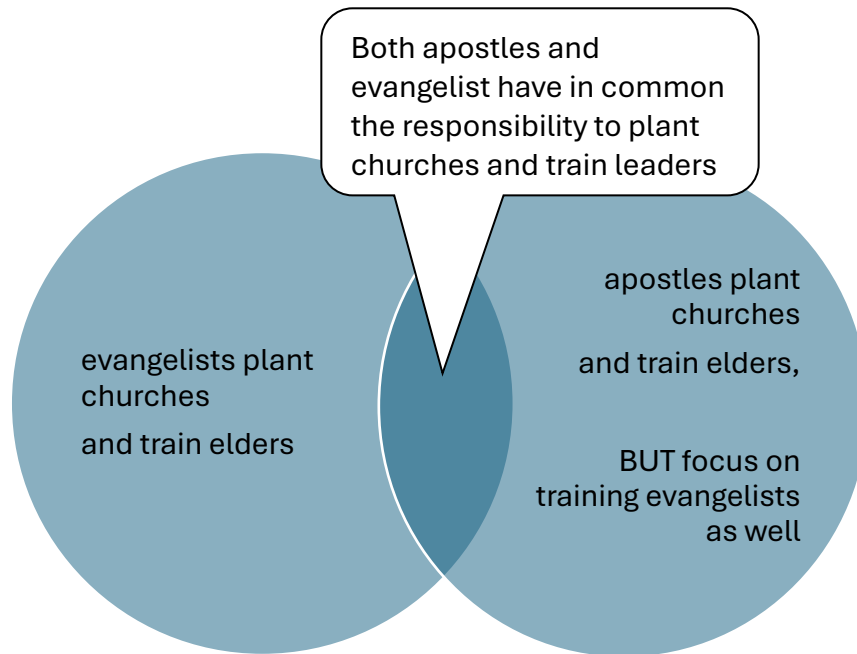 Both apostles and
evangelist have in common
the responsibility to plant
churches and train leaders
evangelists plant
churches
and train elders
apostles plant
churches
and train elders,
BUT focus on
training evangelists
as well